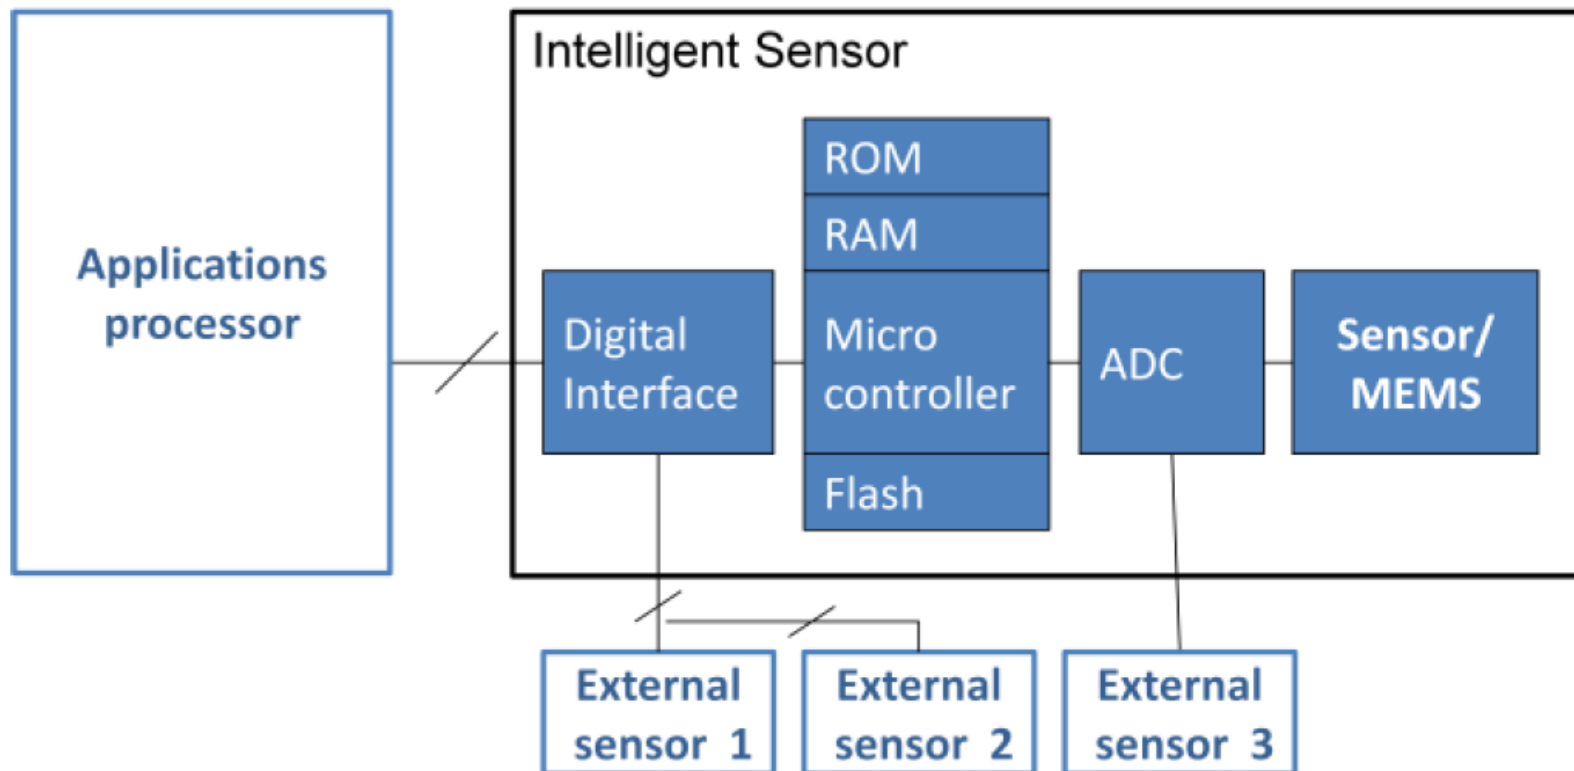 Intelligent Sensor
Applications
processor
ROM
RAM
Digital
Interface
Micro
controller
Flash
ADC
Sensor/
MEMS
External
sensor 1
External
sensor 2
External
sensor 3